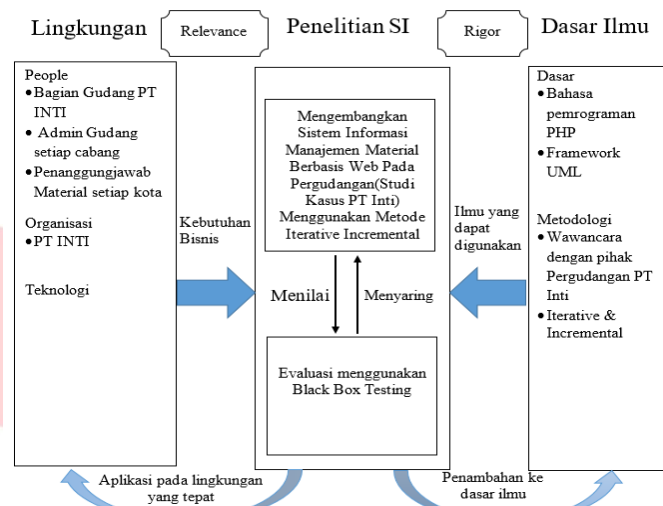 Lingkungan
Relevance
Penelitian SI
Rigor
Dasar Ilmu
People
•Bagian Gudang PT
INTI
• Admin Gudang
setiap cabang
•Penanggungjawab
Material setiap kota
Organisasi
•PT INTI
Teknologi
Kebutuhan
Bisnis
Mengembangkan
Sistem Informasi
Manajemen Material
Berbasis Web Pada
Pergudangan(Studi
Kasus PT Inti)
Menggunakan Metode
Iterative Incremental
Menilai
Menyaring
Evaluasi menggunakan
Black Box Testing
Ilmu yang
dapat
digunakan
Dasar
•Bahasa
pemrograman
PHP
•Framework
UML
Metodologi
•Wawancara
dengan pihak
Pergudangan PT
Inti
•Iterative &
Incremental
Aplikasi pada lingkungan
yang tepat
Penambahan ke
dasar ilmu